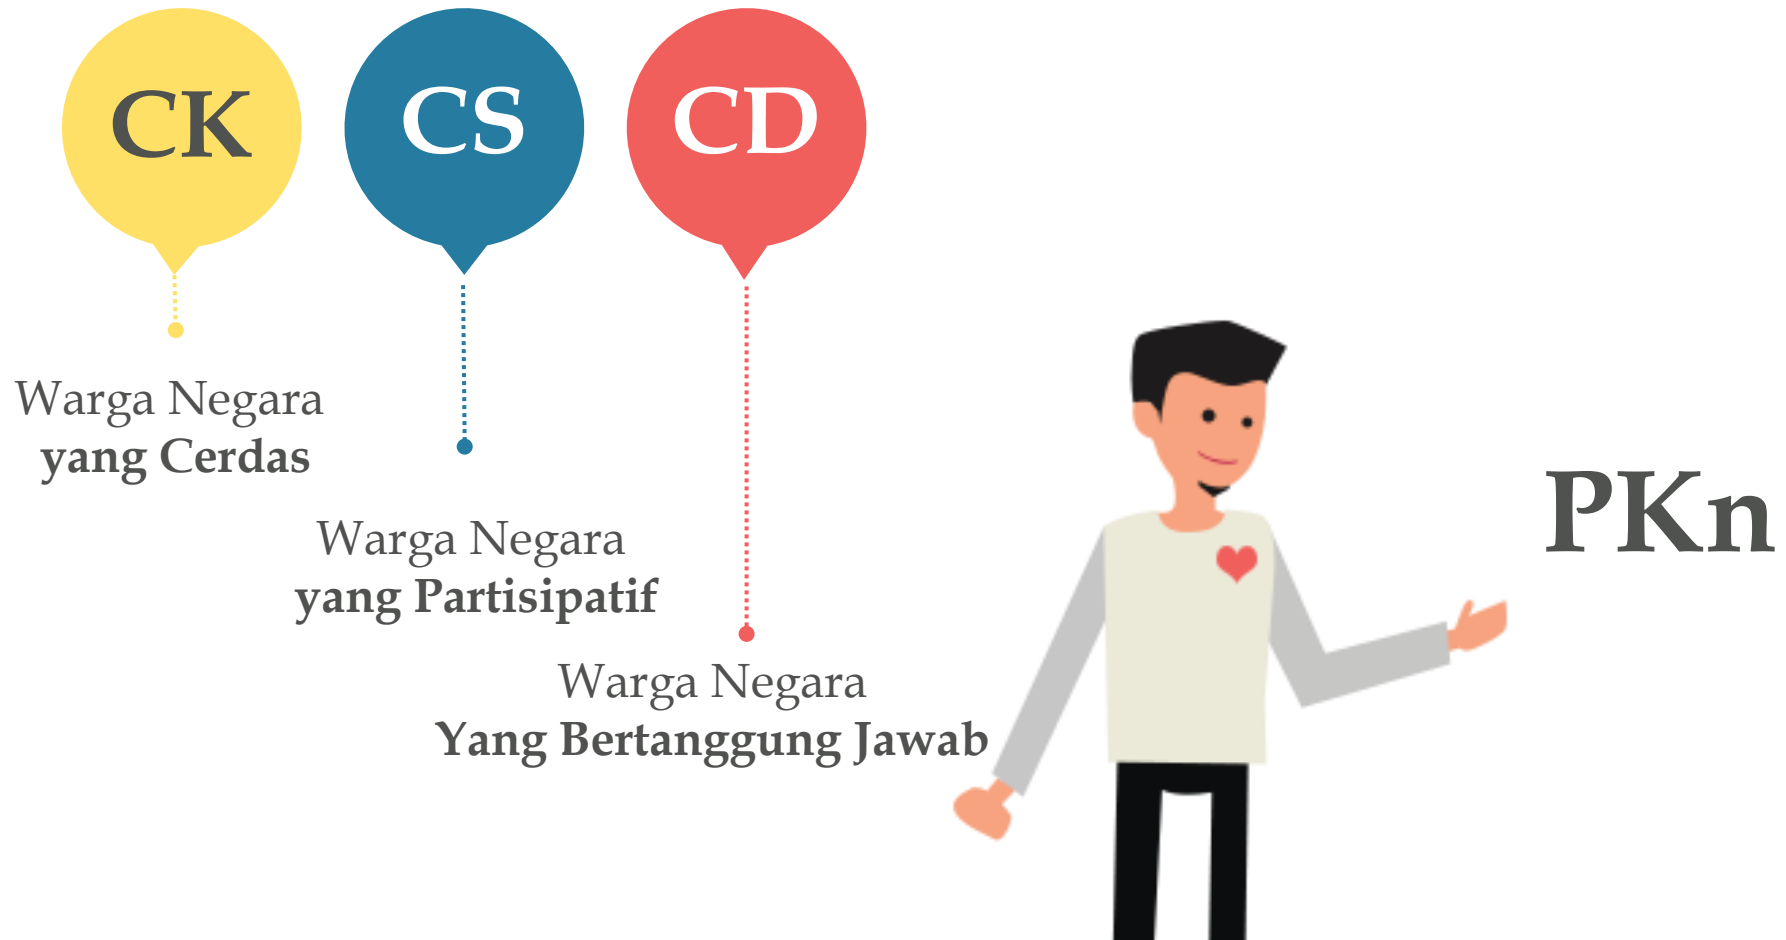 CK
CS
CD
Warga Negara
yang Cerdas
Warga Negara
yang Partisipatif
Warga Negara
Yang Bertanggung Jawab
PKn